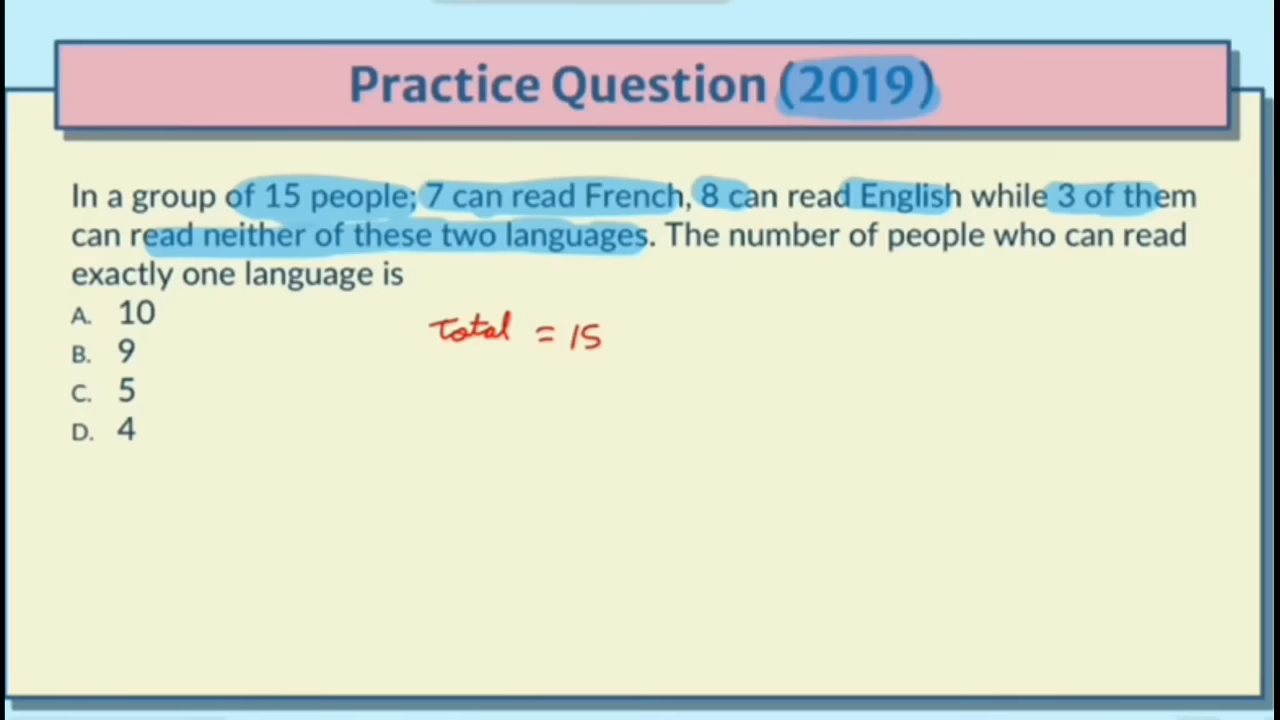 Practice Question (2019)
In a group of 15 people; 7 can read French, 8 can read English while 3 of them
can read neither of these two languages. The number of people who can read
exactly one language is
A. 10
B. 9
C. 5
D. 4
Total = 15